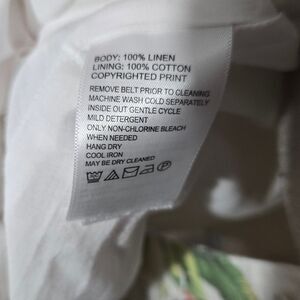 BODY: 100% LINEN
LINING: 100% COTTON
COPYRIGHTED PRINT
REMOVE BELT PRIOR TO CLEANING
MACHINE WASH COLD SEPARATELY
INSIDE OUT GENTLE CYCLE
MILD DETERGENT
ONLY NON-CHLORINE BLEACH
WHEN NEEDED
HANG DRY
COOL IRON
MAY BE DRY CLEANED